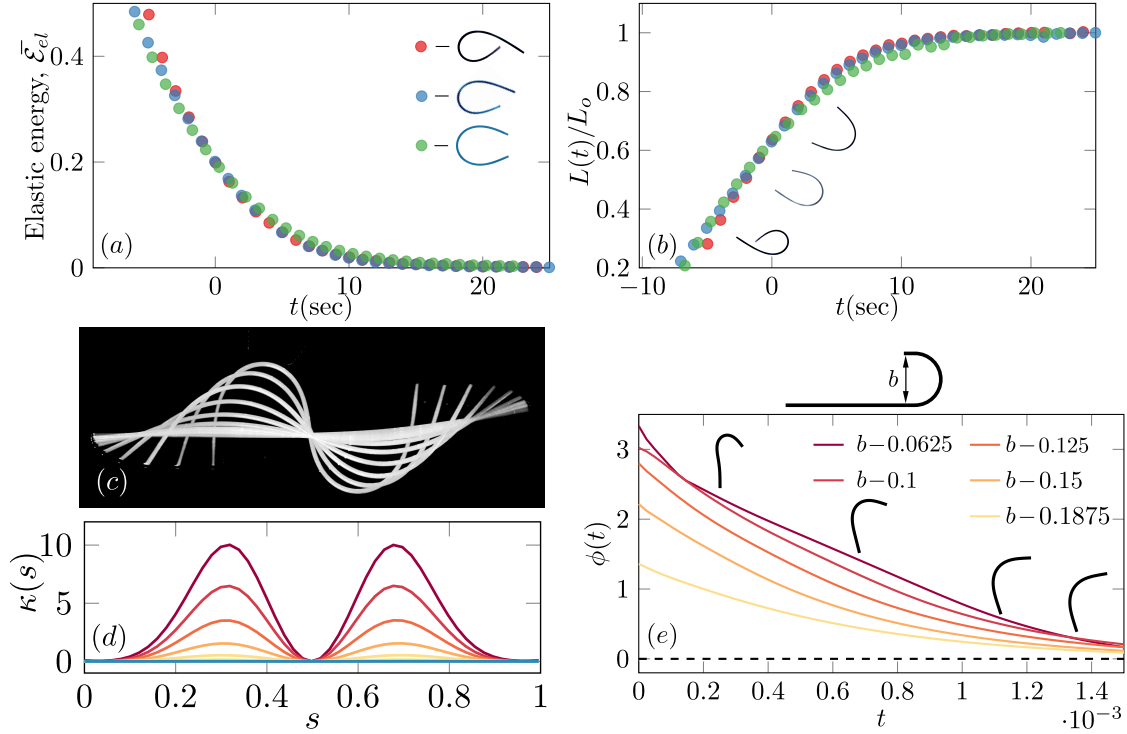 Elastic energy, $\bar{\mathcal{E}}_{el}$
0.4
0.2
0
(a)
0
10
20
t(sec)
L(t)/L_o
1
0.8
0.6
0.4
0.2
(b)
−10
0
10
20
t(sec)
(c)
κ(s)
10
5
0
(d)
0
0.2
0.4
0.6
0.8
1
s
b
ϕ(t)
3
2
1
0
b−0.0625
b−0.1
b−0.125
b−0.15
b−0.1875
(e)
0
0.2
0.4
0.6
0.8
1
1.2
1.4
t
·10⁻³